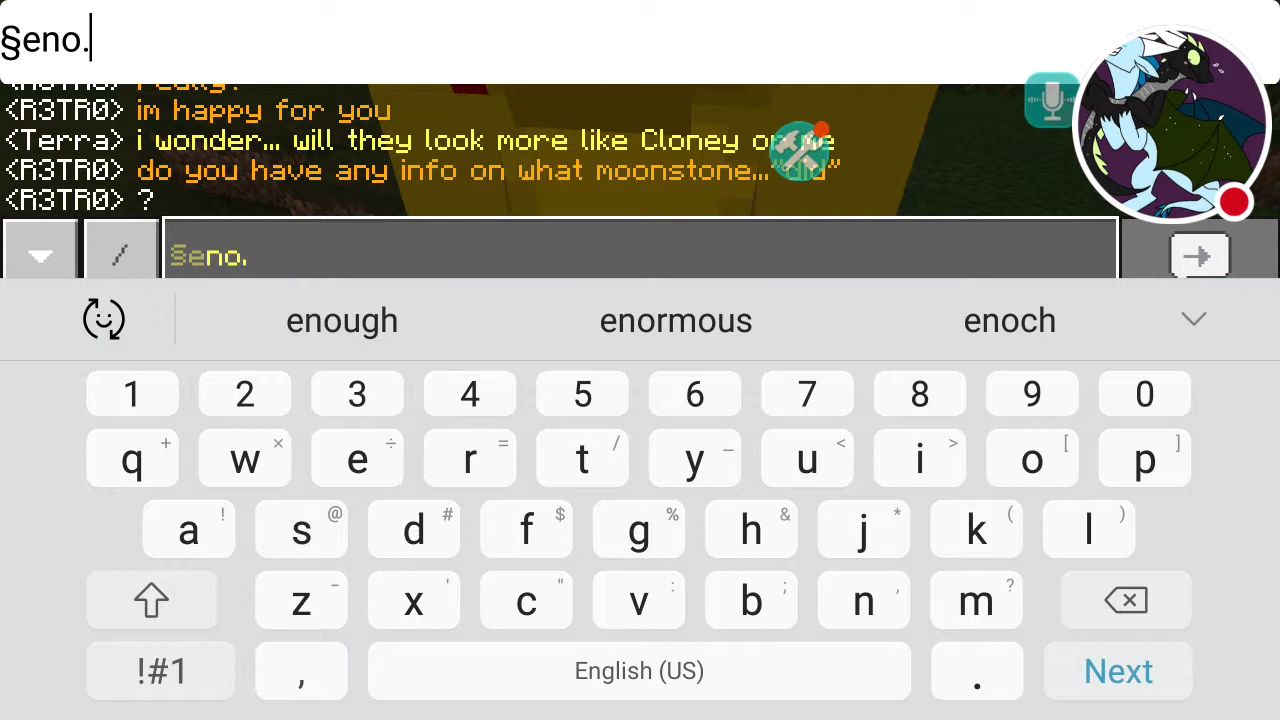 §eno.
<R3TR0> really?
<R3TR0> im happy for you
<Terra> i wonder... will they look more like Cloney or me
<R3TR0> do you have any info on what moonstone..."did"
<R3TR0> ?
/ §eno.
enough enormous enoch
1 2 3 4 5 6 7 8 9 0
q + w × e ÷ r = t / y _ u < i > o [ p ]
a ! s @ d # f $ g % h & j * k ( l )
z - x ' c " v : b ; n , m ?
!#1 , English (US) . Next